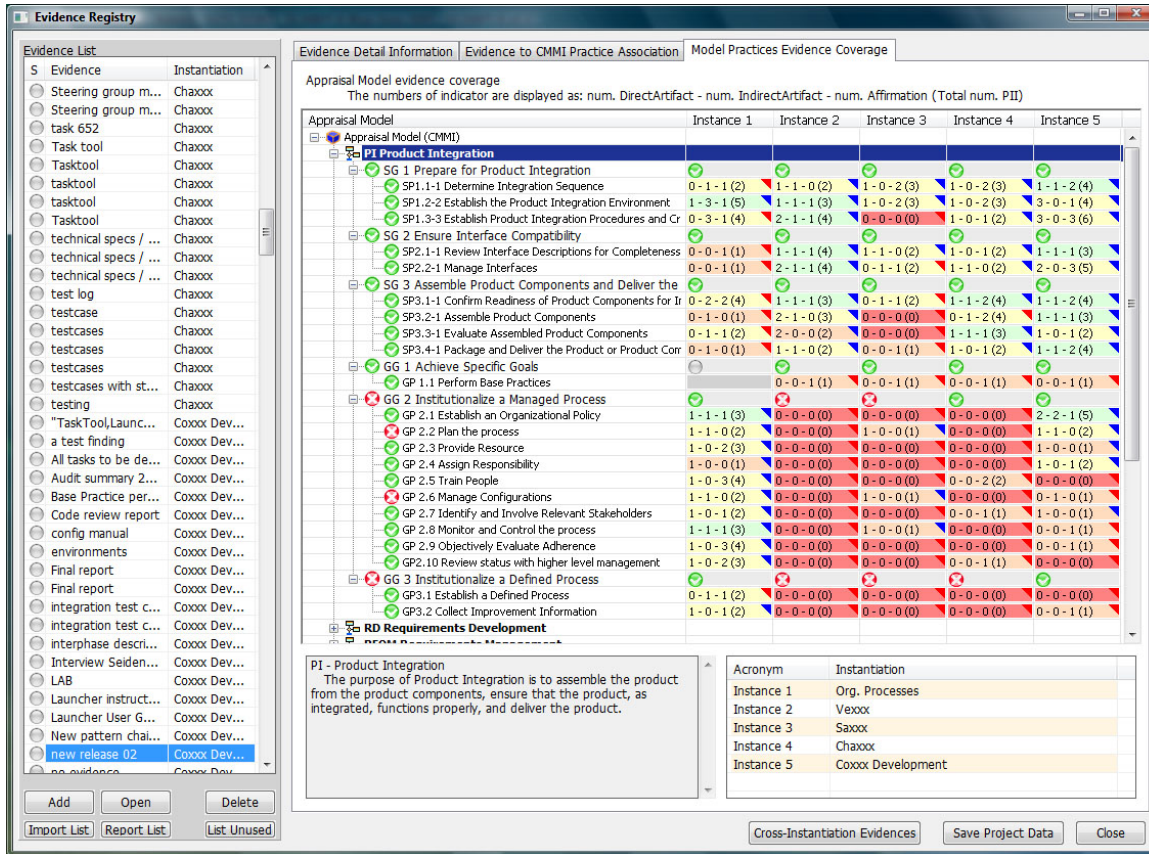 Evidence Registry
Evidence List
S Evidence Instantiation
Steering group m... Chaxxx
Steering group m... Chaxxx
task 652 Chaxxx
Task tool Chaxxx
Tasktool Chaxxx
tasktool Chaxxx
tasktool Chaxxx
Tasktool Chaxxx
technical specs / ... Chaxxx
technical specs / ... Chaxxx
technical specs / ... Chaxxx
test log Chaxxx
testcase Chaxxx
testcases Chaxxx
testcases Chaxxx
testcases Chaxxx
testcases with st... Chaxxx
testing Chaxxx
"TaskTool,Launc... Coxxx Dev...
a test finding Coxxx Dev...
All tasks to be de... Coxxx Dev...
Audit summary 2... Coxxx Dev...
Base Practice per... Coxxx Dev...
Code review report Coxxx Dev...
config manual Coxxx Dev...
environments Coxxx Dev...
Final report Coxxx Dev...
Final report Coxxx Dev...
integration test c... Coxxx Dev...
integration test c... Coxxx Dev...
interphase descri... Coxxx Dev...
Interview Seiden... Coxxx Dev...
LAB Coxxx Dev...
Launcher instruct... Coxxx Dev...
Launcher User G... Coxxx Dev...
New pattern chai... Coxxx Dev...
new release 02 Coxxx Dev...
no evidence Coxxx Dev...
Add Open Delete
Import List Report List List Unused
Evidence Detail Information Evidence to CMMI Practice Association Model Practices Evidence Coverage
Appraisal Model evidence coverage
The numbers of indicator are displayed as: num. DirectArtifact - num. IndirectArtifact - num. Affirmation (Total num. PII)
Appraisal Model Instance 1 Instance 2 Instance 3 Instance 4 Instance 5
Appraisal Model (CMMI)
PI Product Integration
SG 1 Prepare for Product Integration
SP1.1-1 Determine Integration Sequence 0 - 1 - 1 (2) 1 - 1 - 0 (2) 1 - 0 - 2 (3) 1 - 0 - 2 (3) 1 - 1 - 2 (4)
SP1.2-2 Establish the Product Integration Environment 1 - 3 - 1 (5) 1 - 1 - 1 (3) 1 - 0 - 2 (3) 1 - 0 - 2 (3) 3 - 0 - 1 (4)
SP1.3-3 Establish Product Integration Procedures and Cr 0 - 3 - 1 (4) 2 - 1 - 1 (4) 0 - 0 - 0 (0) 1 - 0 - 1 (2) 3 - 0 - 3 (6)
SG 2 Ensure Interface Compatibility
SP2.1-1 Review Interface Descriptions for Completeness 0 - 0 - 1 (1) 1 - 1 - 1 (4) 1 - 0 - 1 (2) 1 - 0 - 1 (2) 1 - 1 - 1 (3)
SP2.2-1 Manage Interfaces 0 - 0 - 1 (1) 2 - 1 - 1 (4) 0 - 1 - 1 (2) 1 - 1 - 0 (2) 2 - 0 - 3 (5)
SG 3 Assemble Product Components and Deliver the
SP3.1-1 Confirm Readiness of Product Components for Ir 0 - 2 - 2 (4) 1 - 1 - 1 (3) 0 - 1 - 1 (2) 1 - 1 - 2 (4) 1 - 1 - 2 (4)
SP3.2-1 Assemble Product Components 0 - 1 - 0 (1) 2 - 1 - 0 (3) 0 - 0 - 0 (0) 0 - 1 - 2 (4) 1 - 1 - 1 (3)
SP3.3-1 Evaluate Assembled Product Components 0 - 1 - 1 (2) 2 - 0 - 0 (2) 0 - 0 - 0 (0) 1 - 1 - 1 (3) 1 - 0 - 1 (2)
SP3.4-1 Package and Deliver the Product or Product Com 0 - 1 - 0 (1) 1 - 1 - 0 (2) 0 - 0 - 1 (1) 1 - 0 - 1 (2) 1 - 1 - 2 (4)
GG 1 Achieve Specific Goals
GP 1.1 Perform Base Practices 0 - 0 - 1 (1) 0 - 0 - 1 (1) 0 - 0 - 1 (1) 0 - 0 - 1 (1)
GG 2 Institutionalize a Managed Process
GP 2.1 Establish an Organizational Policy 1 - 1 - 1 (3) 0 - 0 - 0 (0) 0 - 0 - 0 (0) 0 - 0 - 0 (0) 2 - 2 - 1 (5)
GP 2.2 Plan the process 1 - 1 - 0 (2) 0 - 0 - 0 (0) 1 - 0 - 0 (1) 0 - 0 - 0 (0) 1 - 1 - 0 (2)
GP 2.3 Provide Resource 1 - 0 - 2 (3) 0 - 0 - 0 (0) 0 - 0 - 0 (0) 0 - 0 - 0 (0) 1 - 0 - 0 (1)
GP 2.4 Assign Responsibility 1 - 0 - 0 (1) 0 - 0 - 0 (0) 0 - 0 - 0 (0) 0 - 0 - 0 (0) 1 - 0 - 1 (2)
GP 2.5 Train People 1 - 0 - 3 (4) 0 - 0 - 0 (0) 0 - 0 - 0 (0) 0 - 0 - 2 (2) 0 - 0 - 0 (0)
GP 2.6 Manage Configurations 1 - 1 - 0 (2) 0 - 0 - 0 (0) 1 - 0 - 0 (1) 0 - 0 - 0 (0) 0 - 1 - 0 (1)
GP 2.7 Identify and Involve Relevant Stakeholders 1 - 0 - 1 (2) 0 - 0 - 0 (0) 0 - 0 - 0 (0) 0 - 0 - 1 (1) 1 - 0 - 0 (1)
GP 2.8 Monitor and Control the process 1 - 1 - 1 (3) 0 - 0 - 0 (0) 1 - 0 - 0 (1) 0 - 0 - 0 (0) 0 - 0 - 1 (1)
GP 2.9 Objectively Evaluate Adherence 1 - 0 - 3 (4) 0 - 0 - 0 (0) 0 - 0 - 0 (0) 0 - 0 - 0 (0) 0 - 0 - 1 (1)
GP2.10 Review status with higher level management 1 - 0 - 2 (3) 0 - 0 - 0 (0) 0 - 0 - 0 (0) 0 - 0 - 1 (1) 0 - 0 - 0 (0)
GG 3 Institutionalize a Defined Process
GP3.1 Establish a Defined Process 0 - 1 - 1 (2) 0 - 0 - 0 (0) 0 - 0 - 0 (0) 0 - 0 - 0 (0) 0 - 0 - 0 (0)
GP3.2 Collect Improvement Information 1 - 0 - 1 (2) 0 - 0 - 0 (0) 0 - 0 - 0 (0) 0 - 0 - 0 (0) 0 - 0 - 1 (1)
RD Requirements Development
REQM Requirements Management
PI - Product Integration
The purpose of Product Integration is to assemble the product
from the product components, ensure that the product, as
integrated, functions properly, and deliver the product.
Acronym Instantiation
Instance 1 Org. Processes
Instance 2 Vexxx
Instance 3 Saxxx
Instance 4 Chaxxx
Instance 5 Coxxx Development
Cross-Instantiation Evidences Save Project Data Close